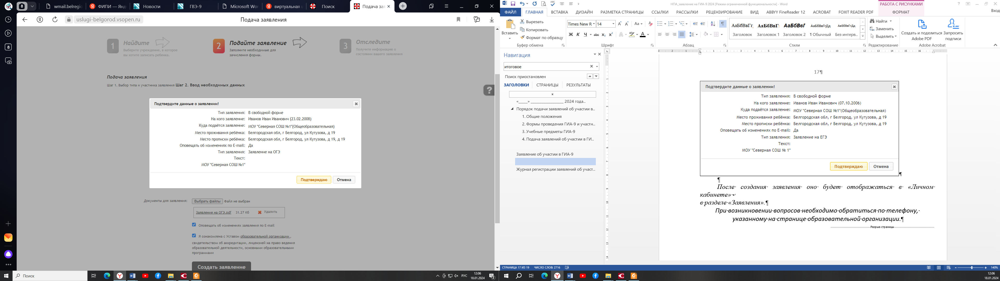 8
wmail.belregi
ФИПИ — Янд
Новости
ГВЭ-9
Microsoft Wor
виртуальная ш
Поиск
Подача зая
uslugi-belgorod.vsopen.ru
Подача заявления
8
1
Найдите
Выберите учреждение, в которое
вы хотите записать ребенка.
2
Подайте заявление
Заполните необходимые для
зачисления формы.
3
Отследите
Получите информацию о
состоянии вашего заявления
Подача заявления
Шаг 1. Выбор типа и участника заявления Шаг 2. Ввод необходимых данных
?
Подтвердите данные о заявлении!
Тип заявления: В свободной форме
На кого заявление: Иванов Иван Иванович (23.02.2008)
Куда подаётся заявление: МОУ "Северная СОШ №1"(Общеобразовательная)
Место проживания ребёнка: Белгородская обл, г Белгород, ул Кутузова, д 19
Место прописки ребёнка: Белгородская обл, г Белгород, ул Кутузова, д 19, д 19
Оповещать об изменениях по E-mail: Да
Тип заявления: Заявление на ОГЭ
Текст:
МОУ "Северная СОШ №1"
Подтверждаю Отмена
Документы для заявления: Выбрать файлы Файл не выбран
Заявление на ОГЭ.pdf 31.27 Кб Удалить
Оповещать об изменениях заявления по E-mail
Я ознакомлена с Уставом образовательной организации ,
свидетельством об аккредитации, лицензией на право ведения
образовательной деятельности, основными образовательными
программами
Создать заявление
Поиск
РУС
12:06
18.01.2024
2
НПА_заявление на ГИА-9 2024 [Режим ограниченной функциональности] - Word
РАБОТА С РИСУНКАМИ
ФАЙЛ ГЛАВНАЯ ВСТАВКА ДИЗАЙН РАЗМЕТКА СТРАНИЦЫ ССЫЛКИ РАССЫЛКИ РЕЦЕНЗИРОВАНИЕ ВИД ABBYY FineReader 12 ACROBAT FOXIT READER PDF ФОРМАТ Вход
Вставить
Вырезать
Копировать
Формат по образцу
Буфер обмена
Times New R 14
Ж К Ч
Шрифт
Абзац
АаБбВвГг, АаБбВвГг АаБбВвГ АаБбВвГгДд АаБбВвГгДд
Заголовок Заголовок 1 Заголовок 2 ¶ Обычный Без интерв...
Стили
Найти
Заменить
Выделить
Редактирование
Создать и поделиться
Adobe PDF
Запросить
подписи
Adobe Acrobat
Навигация
итоговое
Поиск приостановлен
ЗАГОЛОВКИ СТРАНИЦЫ РЕЗУЛЬТАТЫ
«_____» __________________ 2024 года...
Порядок подачи заявлений об участии в...
1. Общие положения
2. Формы проведения ГИА-9 и участн...
3. Учебные предметы ГИА-9
4. Подача заявлений об участии в ГИ...
Заявление об участии в ГИА-9
Журнал регистрации заявлений об участ...
17¶
Подтвердите данные о заявлении!
Тип заявления: В свободной форме
На кого заявление: Иванов Иван Иванович (07.10.2006)
Куда подаётся заявление: МОУ "Северная СОШ №1"(Общеобразовательная)
Место проживания ребёнка: Белгородская обл, г Белгород, ул Кутузова, д 19
Место прописки ребёнка: Белгородская обл, г Белгород, ул Кутузова, д 19
Оповещать об изменениях по E-mail: Да
Тип заявления: Заявление на ЕГЭ
Текст:
МОУ "Северная СОШ № 1"
Подтверждаю Отмена
¶
¶
После· создания· заявления· оно· будет· отображаться· в· «Личном·
кабинете»·↵
в·разделе·«Заявления».¶
При·возникновении·вопросов·необходимо·обратиться·по·телефону,·
указанному·на·странице·образовательной·организации.¶
Разрыв страницы
СТРАНИЦА 17 ИЗ 19 ЧИСЛО СЛОВ: 2716
140%
12:06
18.01.2024